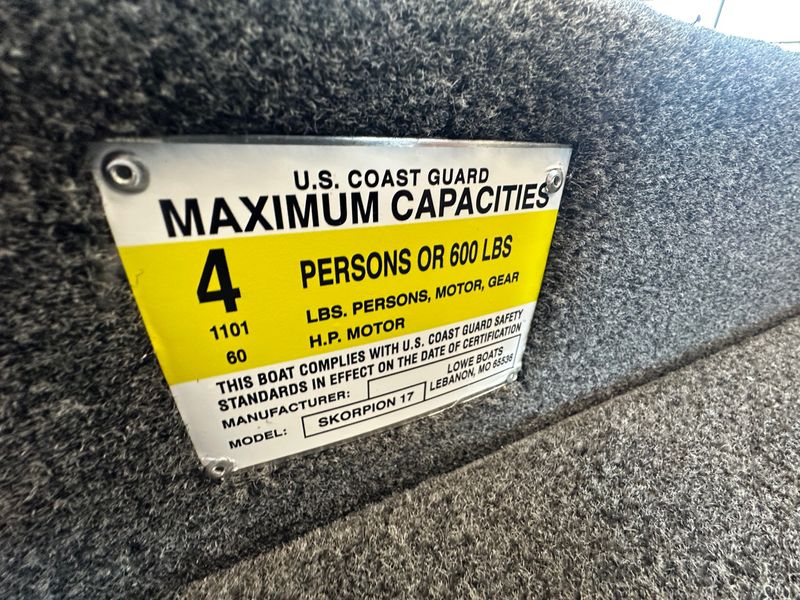 U.S. COAST GUARD
MAXIMUM CAPACITIES
4 PERSONS OR 600 LBS
1101 LBS. PERSONS, MOTOR, GEAR
60 H.P. MOTOR
THIS BOAT COMPLIES WITH U.S. COAST GUARD SAFETY
STANDARDS IN EFFECT ON THE DATE OF CERTIFICATION
MANUFACTURER: LOWE BOATS
LEBANON, MO 65536
MODEL: SKORPION 17